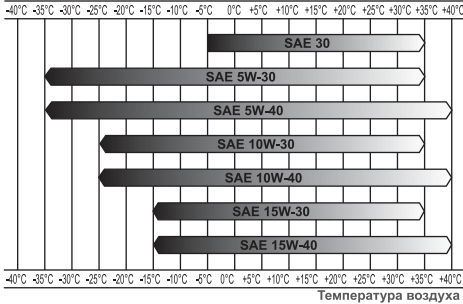 -40°C -35°C -30°C -25°C -20°C -15°C -10°C -5°C 0°C +5°C +10°C +15°C +20°C +25°C +30°C +35°C +40°C
SAE 30
SAE 5W-30
SAE 5W-40
SAE 10W-30
SAE 10W-40
SAE 15W-30
SAE 15W-40
-40°C -35°C -30°C -25°C -20°C -15°C -10°C -5°C 0°C +5°C +10°C +15°C +20°C +25°C +30°C +35°C +40°C
Температура воздуха